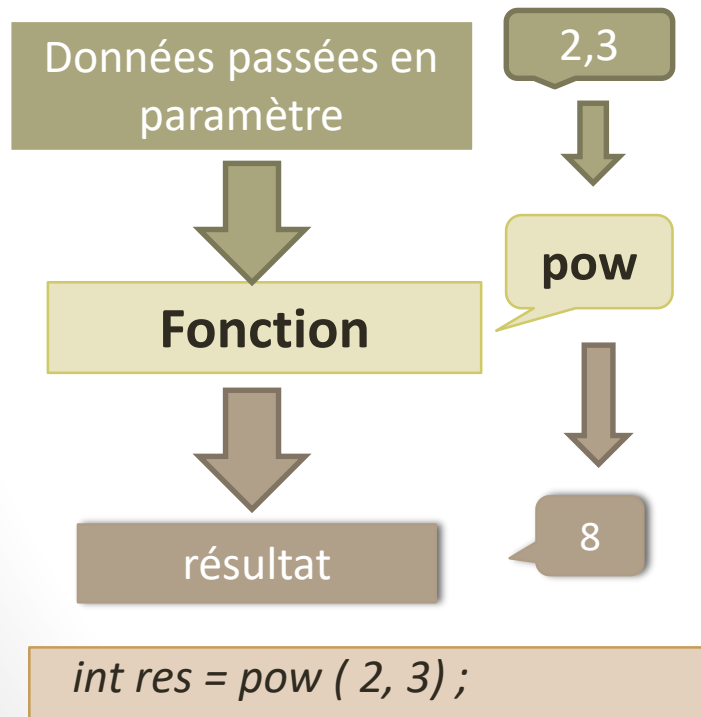 Données passées en
paramètre
2,3
Fonction
pow
résultat
8
int res = pow ( 2, 3) ;